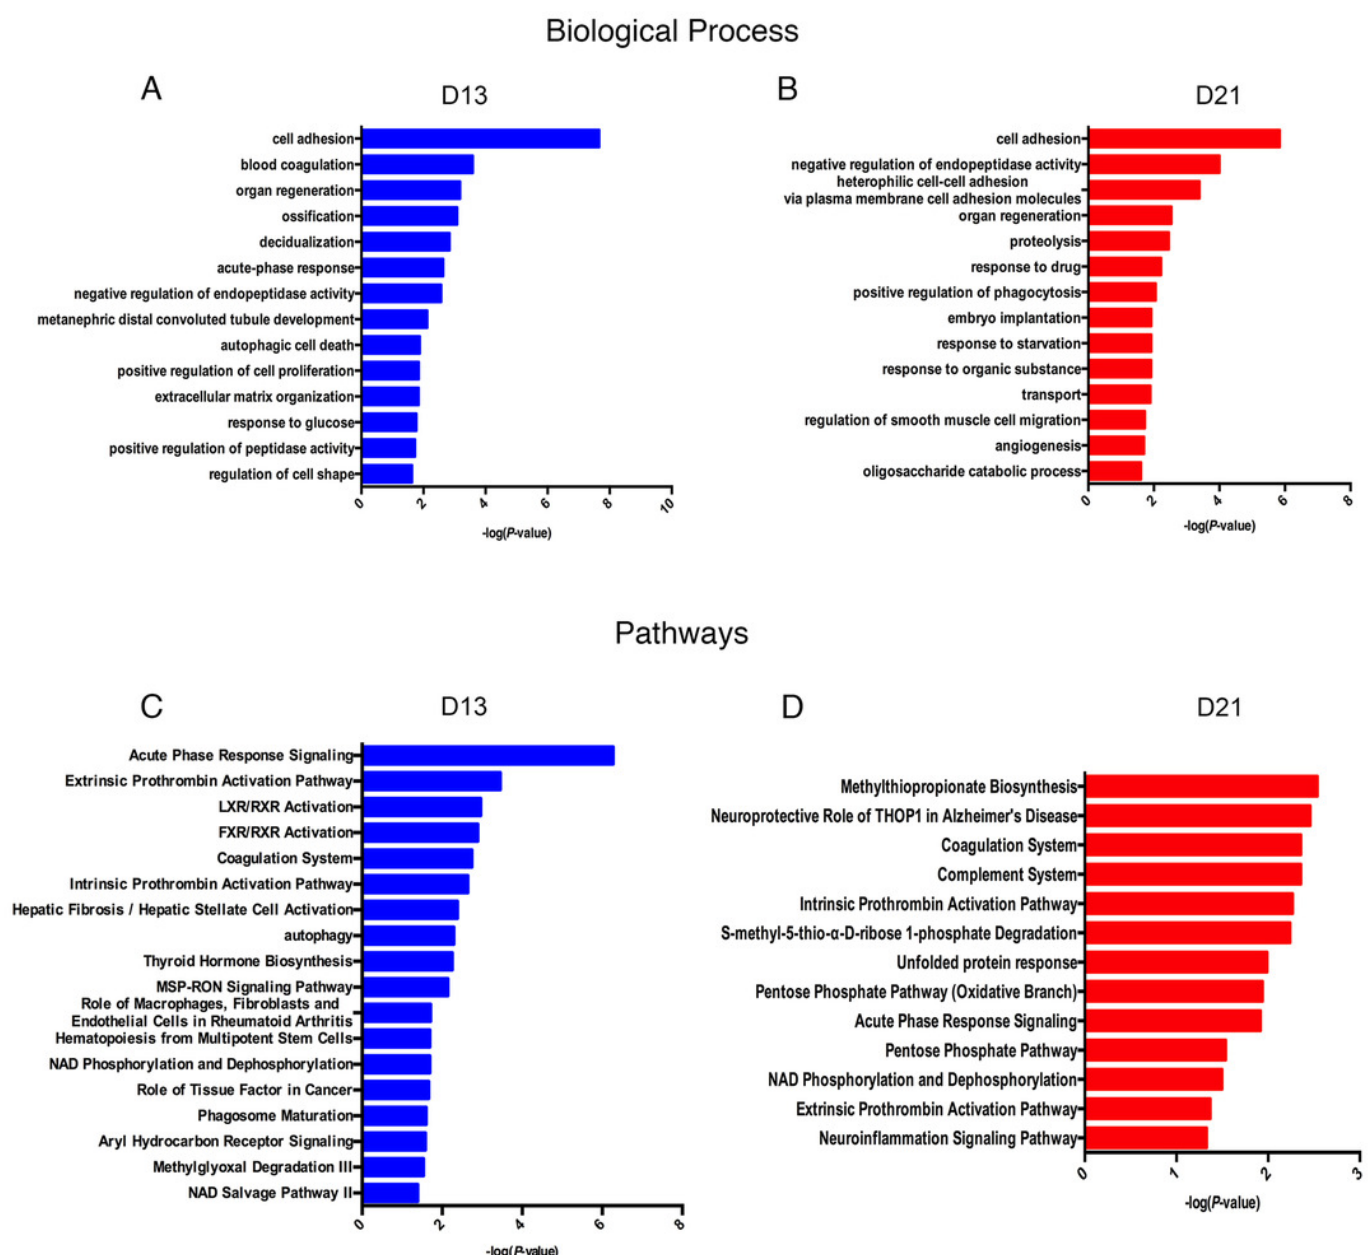 Biological Process
A
D13
cell adhesion
blood coagulation
organ regeneration
ossification
decidualization
acute-phase response
negative regulation of endopeptidase activity
metanephric distal convoluted tubule development
autophagic cell death
positive regulation of cell proliferation
extracellular matrix organization
response to glucose
positive regulation of peptidase activity
regulation of cell shape
0 2 4 6 8 10
-log(P-value)
B
D21
cell adhesion
negative regulation of endopeptidase activity
heterophilic cell-cell adhesion
via plasma membrane cell adhesion molecules
organ regeneration
proteolysis
response to drug
positive regulation of phagocytosis
embryo implantation
response to starvation
response to organic substance
transport
regulation of smooth muscle cell migration
angiogenesis
oligosaccharide catabolic process
0 2 4 6 8
-log(P-value)
Pathways
C
D13
Acute Phase Response Signaling
Extrinsic Prothrombin Activation Pathway
LXR/RXR Activation
FXR/RXR Activation
Coagulation System
Intrinsic Prothrombin Activation Pathway
Hepatic Fibrosis / Hepatic Stellate Cell Activation
autophagy
Thyroid Hormone Biosynthesis
MSP-RON Signaling Pathway
Role of Macrophages, Fibroblasts and
Endothelial Cells in Rheumatoid Arthritis
Hematopoiesis from Multipotent Stem Cells
NAD Phosphorylation and Dephosphorylation
Role of Tissue Factor in Cancer
Phagosome Maturation
Aryl Hydrocarbon Receptor Signaling
Methylglyoxal Degradation III
NAD Salvage Pathway II
0 2 4 6 8
-log(P-value)
D
D21
Methylthiopropionate Biosynthesis
Neuroprotective Role of THOP1 in Alzheimer's Disease
Coagulation System
Complement System
Intrinsic Prothrombin Activation Pathway
S-methyl-5-thio-α-D-ribose 1-phosphate Degradation
Unfolded protein response
Pentose Phosphate Pathway (Oxidative Branch)
Acute Phase Response Signaling
Pentose Phosphate Pathway
NAD Phosphorylation and Dephosphorylation
Extrinsic Prothrombin Activation Pathway
Neuroinflammation Signaling Pathway
0 1 2 3
-log(P-value)